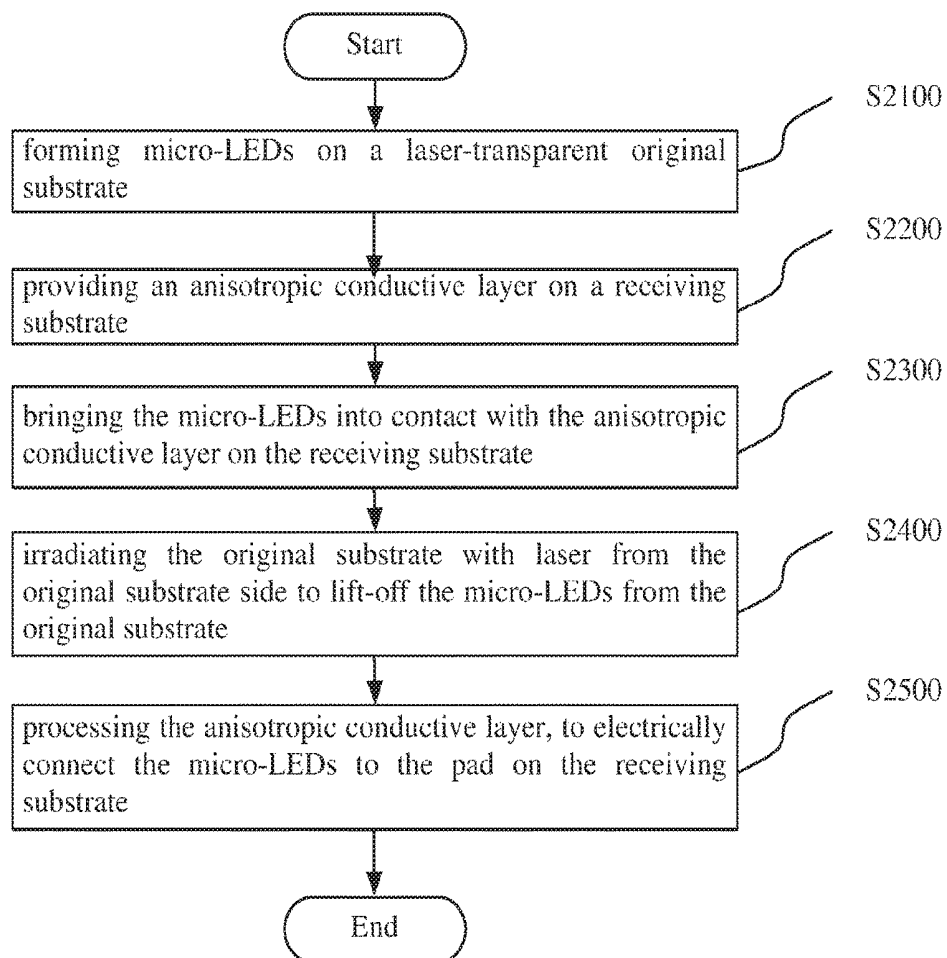 Start
S2100
forming micro-LEDs on a laser-transparent original
substrate
S2200
providing an anisotropic conductive layer on a receiving
substrate
S2300
bringing the micro-LEDs into contact with the anisotropic
conductive layer on the receiving substrate
S2400
irradiating the original substrate with laser from the
original substrate side to lift-off the micro-LEDs from the
original substrate
S2500
processing the anisotropic conductive layer, to electrically
connect the micro-LEDs to the pad on the receiving
substrate
End